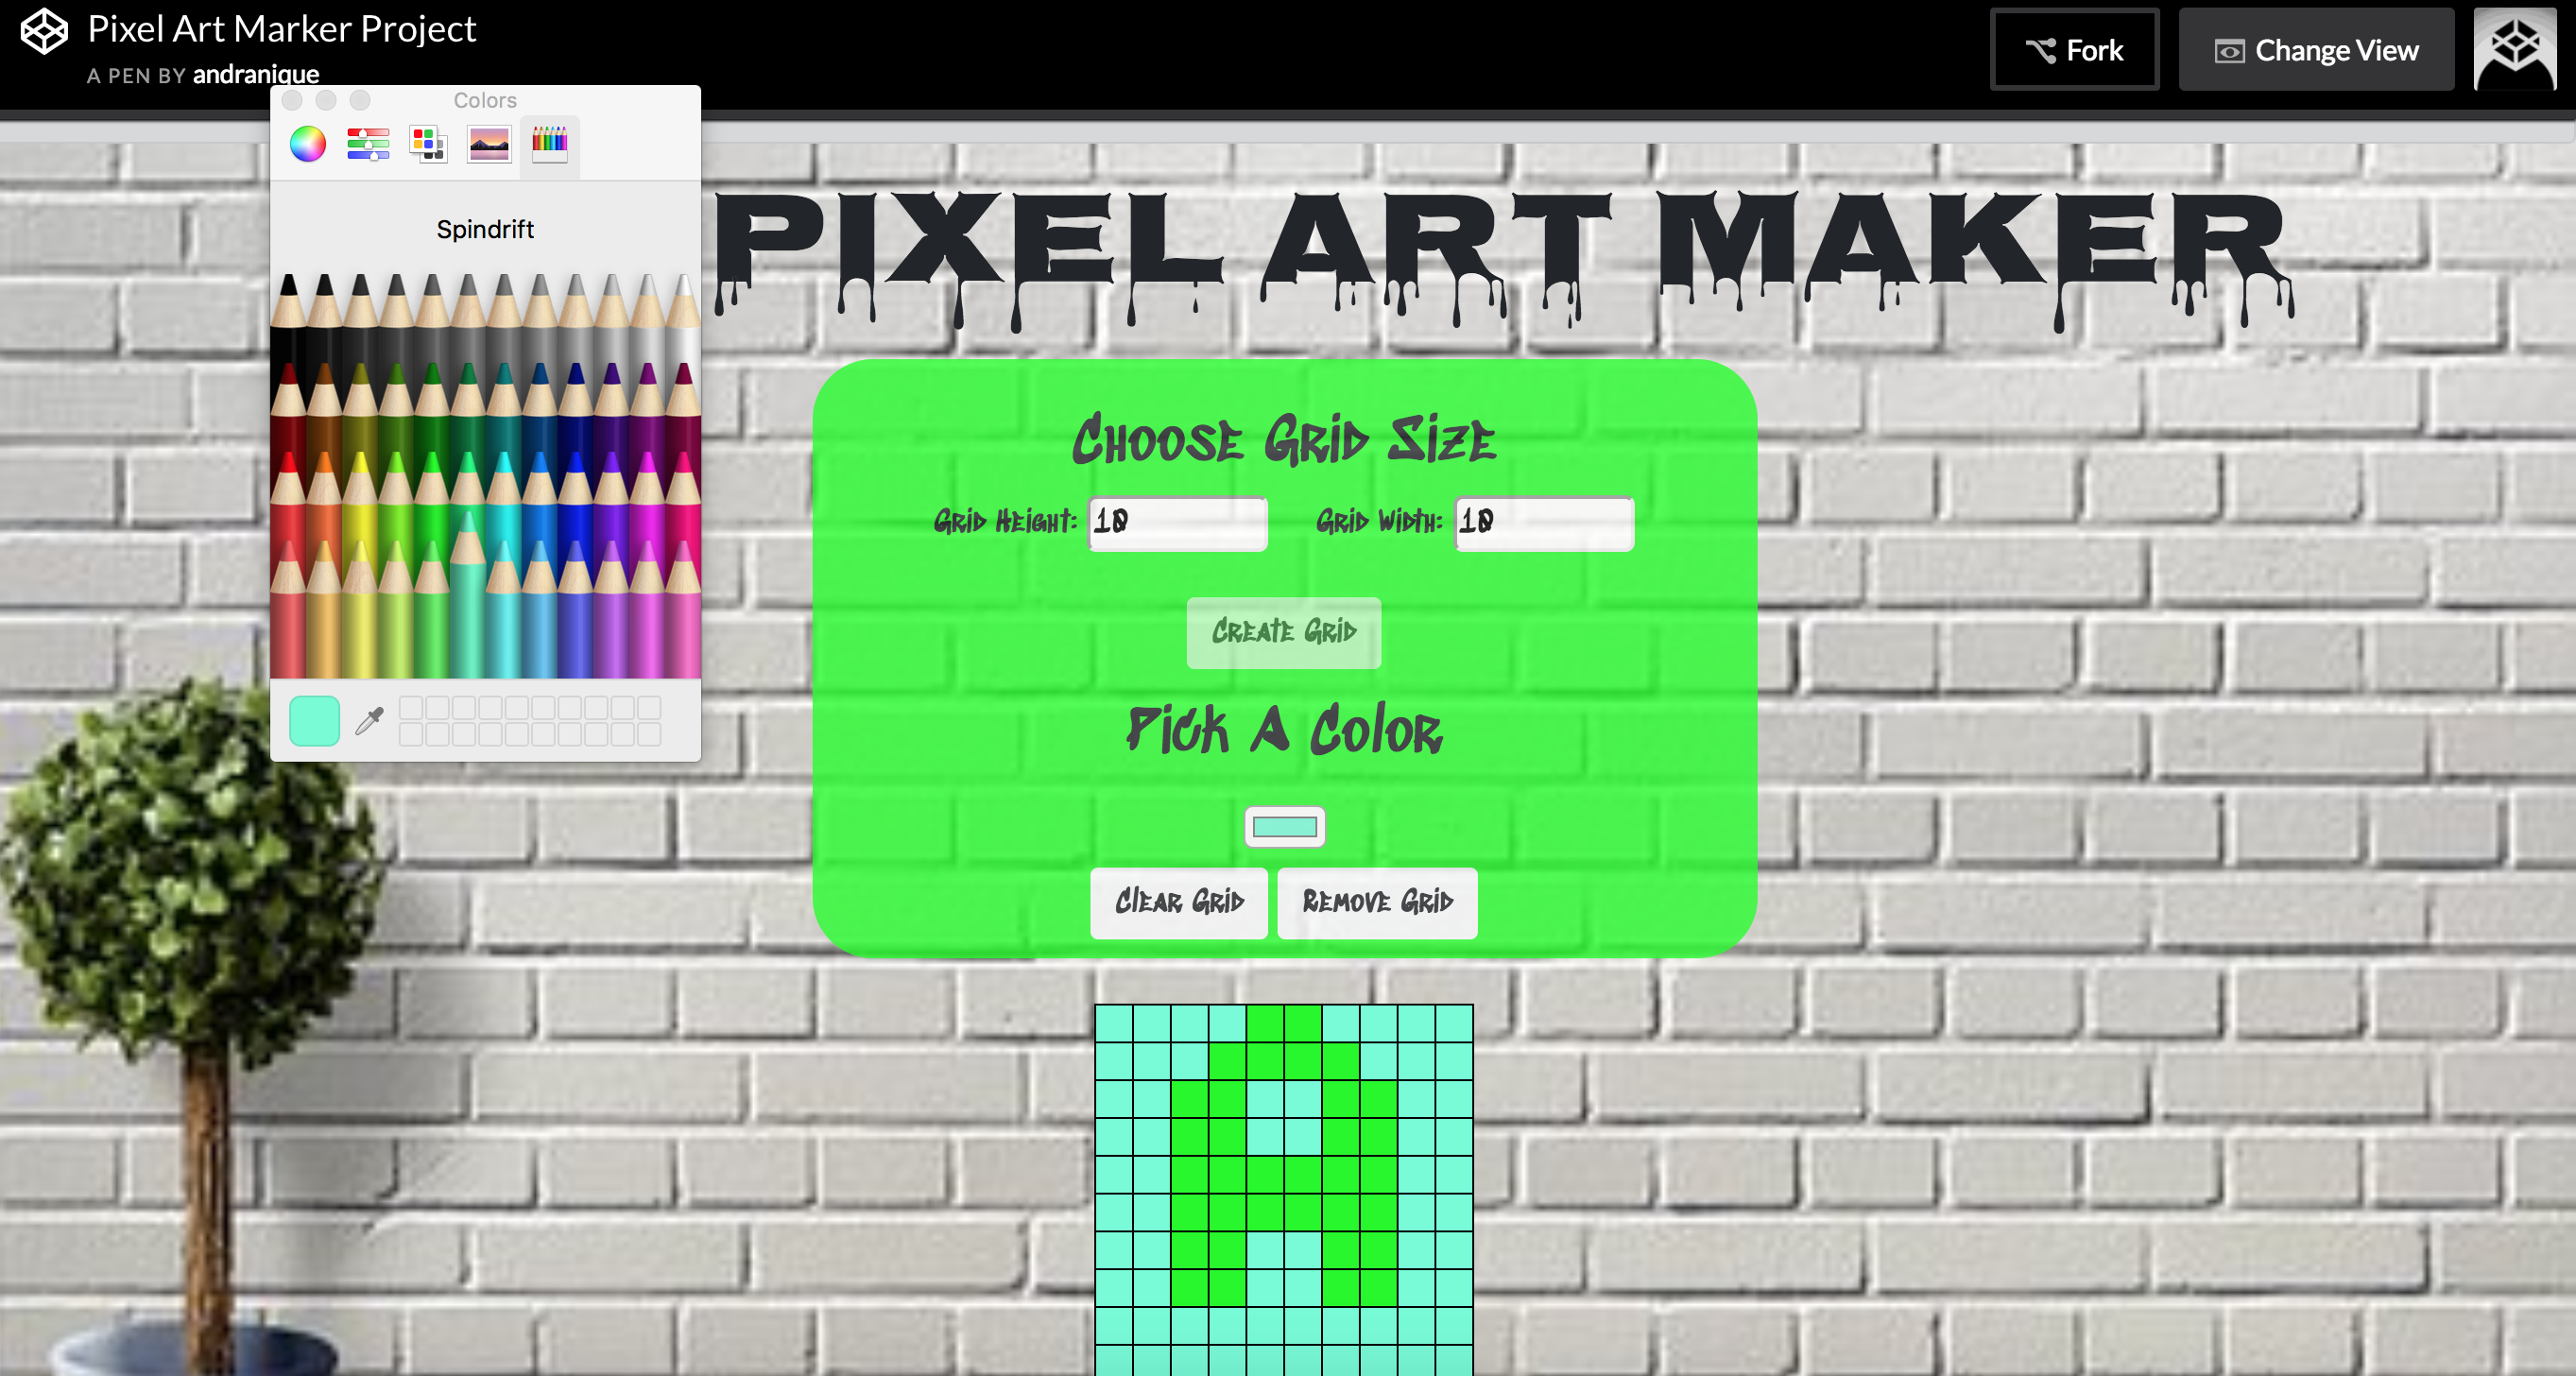 Pixel Art Marker Project
A PEN BY andranique
Fork
Change View
Colors
Spindrift
PIXEL ART MAKER
Choose Grid Size
Grid Height: 10
Grid Width: 10
Create Grid
Pick A Color
Clear Grid
Remove Grid